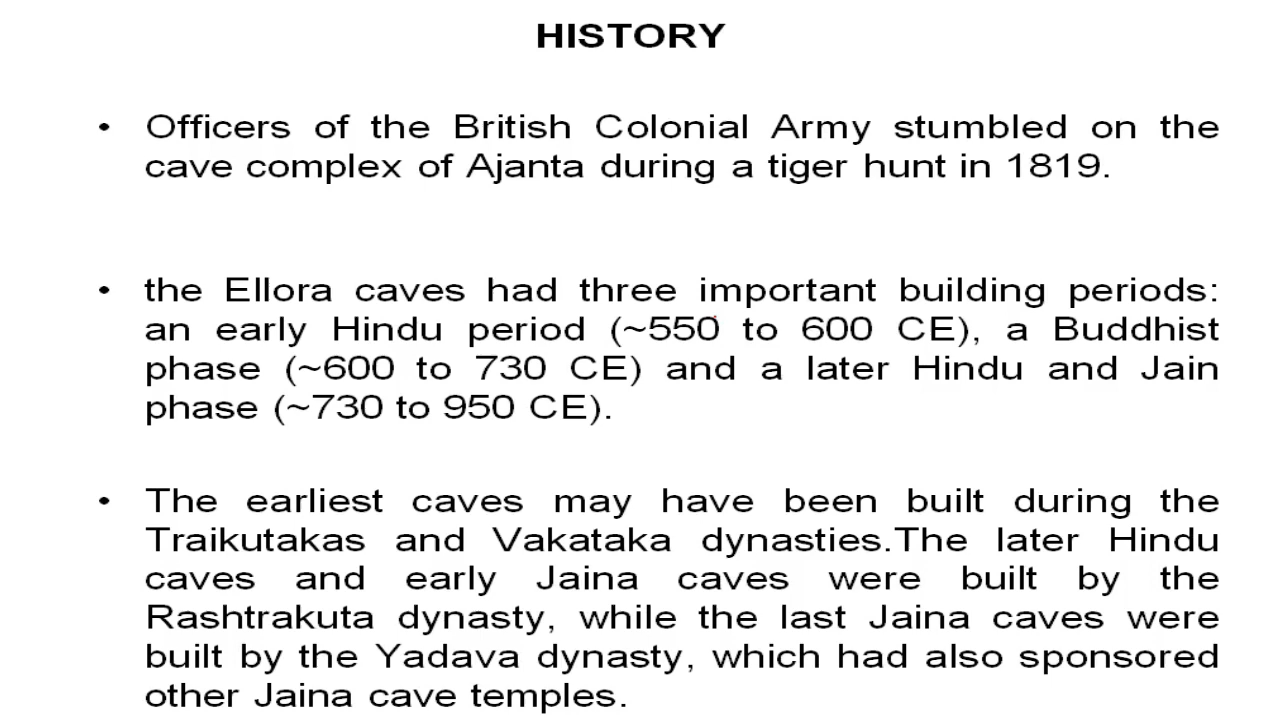 HISTORY
• Officers of the British Colonial Army stumbled on the
cave complex of Ajanta during a tiger hunt in 1819.
• the Ellora caves had three important building periods:
an early Hindu period (~550 to 600 CE), a Buddhist
phase (~600 to 730 CE) and a later Hindu and Jain
phase (~730 to 950 CE).
• The earliest caves may have been built during the
Traikutakas and Vakataka dynasties.The later Hindu
caves and early Jaina caves were built by the
Rashtrakuta dynasty, while the last Jaina caves were
built by the Yadava dynasty, which had also sponsored
other Jaina cave temples.